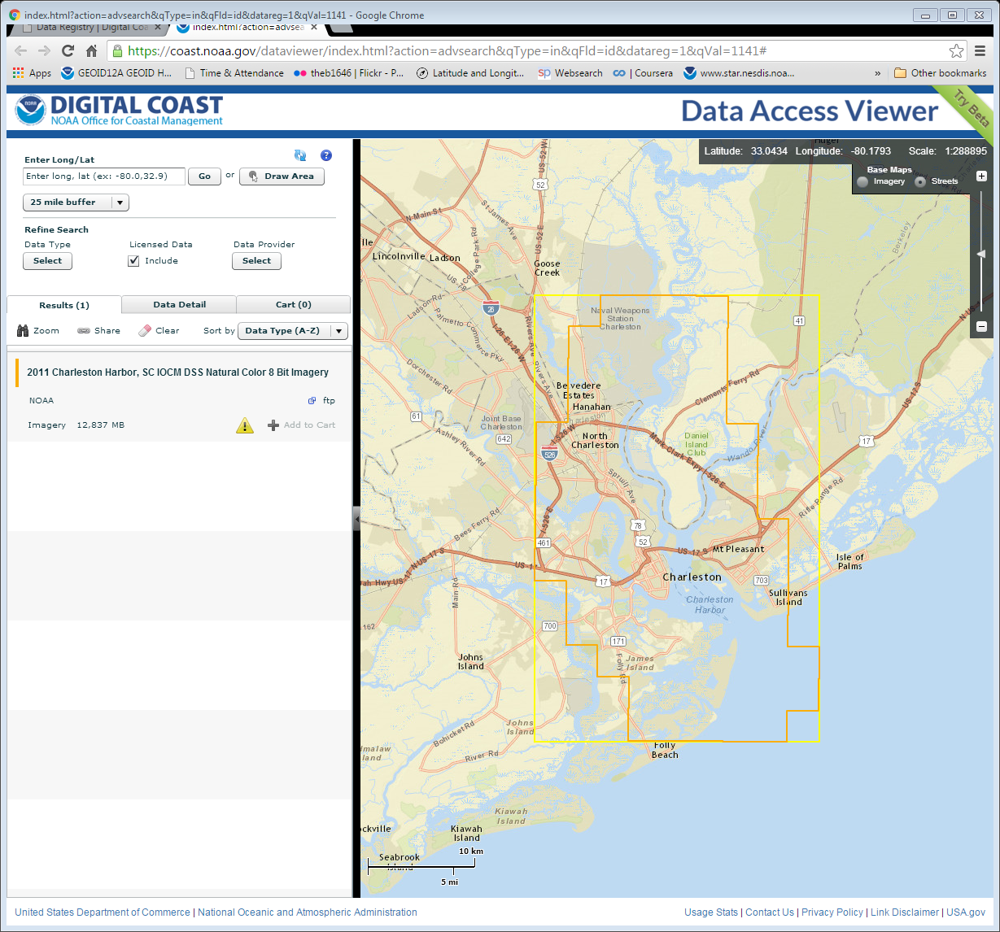 index.html?action=advsearch&qType=in&qFld=id&datareg=1&qVal=1141 - Google Chrome
Data Registry | Digital Coas
index.html?action=advsea
https://coast.noaa.gov/dataviewer/index.html?action=advsearch&qType=in&qFld=id&datareg=1&qVal=1141#
Apps
GEOID12A GEOID H...
Time & Attendance
theb1646 | Flickr - P...
Latitude and Longit...
Websearch
| Coursera
www.star.nesdis.noa...
»
Other bookmarks
NOAA
DIGITAL COAST
NOAA Office for Coastal Management
Data Access Viewer
Try Beta
Enter Long/Lat
Enter long, lat (ex: -80.0,32.9)
Go
or
Draw Area
25 mile buffer
Refine Search
Data Type
Licensed Data
Data Provider
Select
Include
Select
Results (1)
Data Detail
Cart (0)
Zoom
Share
Clear
Sort by
Data Type (A-Z)
2011 Charleston Harbor, SC IOCM DSS Natural Color 8 Bit Imagery
NOAA
ftp
Imagery 12,837 MB
Add to Cart
Latitude: 33.0434 Longitude: -80.1793 Scale: 1:288895
Base Maps
Imagery
Streets
Huger
US-52 W
52
N Main St
St James Ave
US-52 E
Berkeley
lle
Lincolnville
Ladson
College Park Rd
Goose
Creek
US-78
26
Ladson Rd
Palmetto Commerce Pky
I-26 E
I-26 W
Rivers Ave
Naval Weapons
Station
Charleston
41
US-17 S
Dorchester Rd
Rivers Ave
Belvedere
Estates
Hanahan
Clements Ferry Rd
61
Joint Base
Charleston
Charleston
642
Ashley River Rd
I-526 W
North
Charleston
Mark Clark Expy
I-526 E
Daniel
Island
Club
Wando River
17
526
Spruill Ave
Rifle Range Rd
I-526 E
Bees Ferry Rd
78
52
461
US-17 S
Mt Pleasant
Isle of
Palms
US-17 N
US-17 S
ah Hwy
US-17
Main Rd
17
Charleston
703
Sullivans
Island
Charleston
Harbor
162
700
171
James
Island
Folly Rd
Johns
Island
Johns
Island
Bohicket Rd
River Rd
dmalaw
land
Folly
Beach
Kiawah
Island
ockville
Kiawah
Island
Seabrook
Island
10 km
5 mi
United States Department of Commerce | National Oceanic and Atmospheric Administration
Usage Stats | Contact Us | Privacy Policy | Link Disclaimer | USA.gov